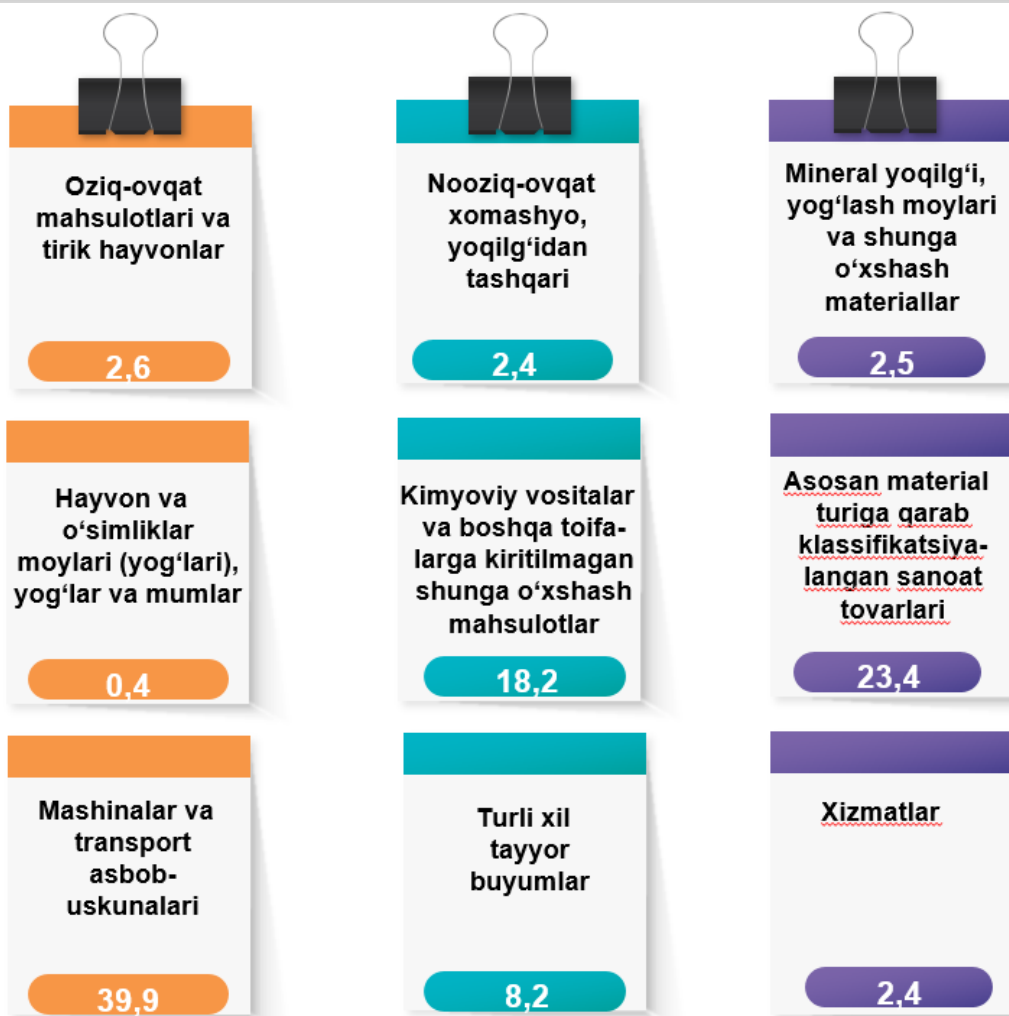 Oziq-ovqat
mahsulotlari va
tirik hayvonlar
2,6
Nooziq-ovqat
xomashyo,
yoqilg‘idan
tashqari
2,4
Mineral yoqilg‘i,
yog‘lash moylari
va shunga
o‘xshash
materiallar
2,5
Hayvon va
o‘simliklar
moylari (yog‘lari),
yog‘lar va mumlar
0,4
Kimyoviy vositalar
va boshqa toifa-
larga kiritilmagan
shunga o‘xshash
mahsulotlar
18,2
Asosan material
turiga qarab
klassifikatsiya-
langan sanoat
tovarlari
23,4
Mashinalar va
transport
asbob-
uskunalari
39,9
Turli xil
tayyor
buyumlar
8,2
Xizmatlar
2,4